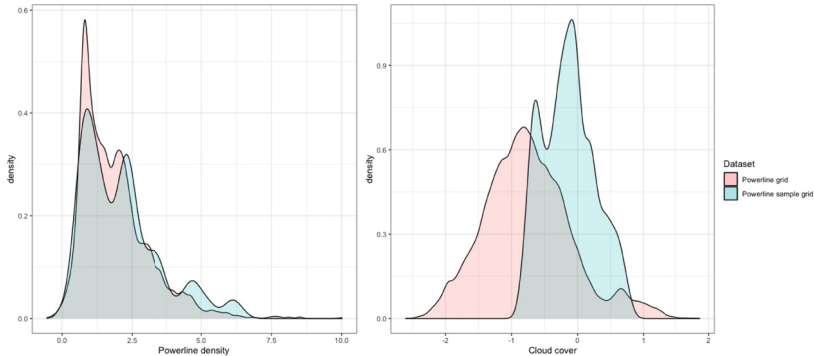 0.6
0.4
0.2
0.0
density
0.0
2.5
5.0
7.5
10.0
Powerline density
0.9
0.6
0.3
0.0
density
-2
-1
0
1
2
Cloud cover
Dataset
Powerline grid
Powerline sample grid